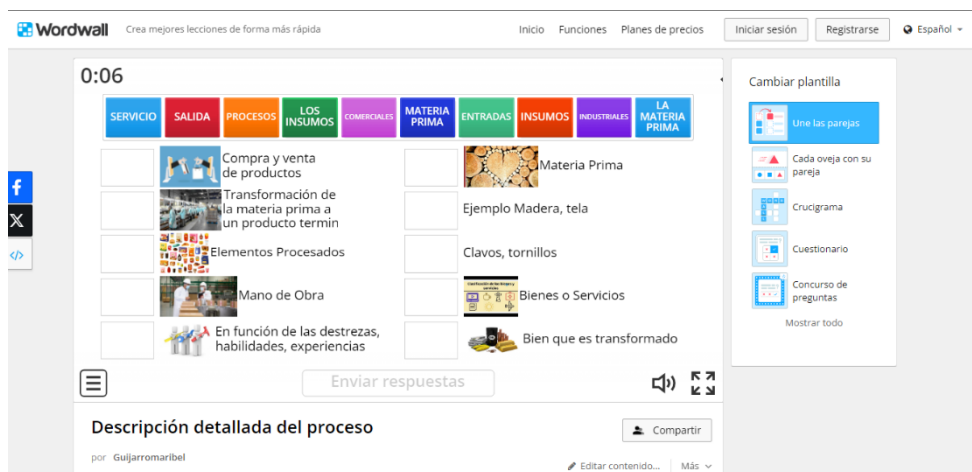 Wordwall
Crea mejores lecciones de forma más rápida
Inicio Funciones Planes de precios
Iniciar sesión
Registrarse
Español
0:06
SERVICIO
SALIDA
PROCESOS
LOS
INSUMOS
COMERCIALES
MATERIA
PRIMA
ENTRADAS
INSUMOS
INDUSTRIALES
LA
MATERIA
PRIMA
Compra y venta
de productos
Transformación de
la materia prima a
un producto termin
Elementos Procesados
Mano de Obra
En función de las destrezas,
habilidades, experiencias
Materia Prima
Ejemplo Madera, tela
Clavos, tornillos
Bienes o Servicios
Bien que es transformado
Enviar respuestas
Cambiar plantilla
Une las parejas
Cada oveja con su
pareja
Crucigrama
Cuestionario
Concurso de
preguntas
Mostrar todo
Descripción detallada del proceso
Compartir
por Guijarromaribel
Editar contenido...
Más